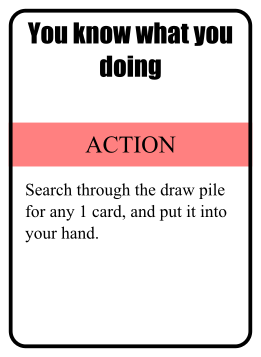 You know what you
doing
ACTION
Search through the draw pile
for any 1 card, and put it into
your hand.